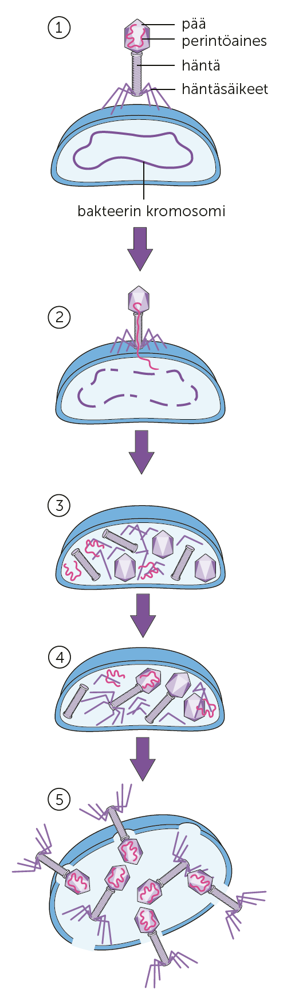 1
pää
perintöaines
häntä
häntäsäikeet
bakteerin kromosomi
2
3
4
5